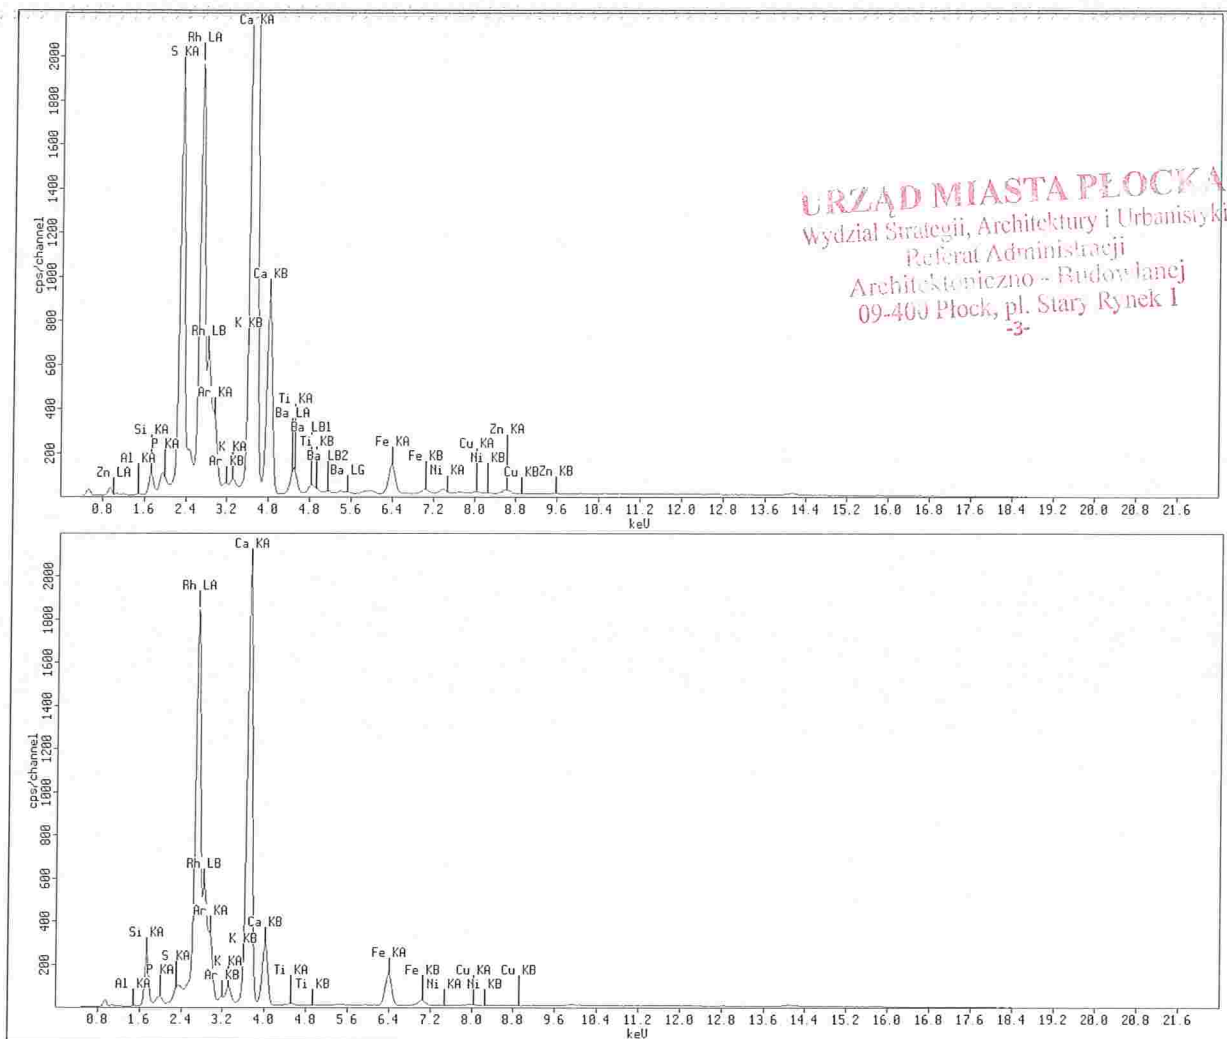 Ca KA
Rh LA
S KA
2000
1800
1600
1400
1200
1000
800
600
400
200
cps/channel
Ca KB
K KB
Rh LB
Ar KA
Ti KA
Ba LA
Ba LB1
Si KA
P KA
Ti KB
Zn KA
K KA
Fe KA
Cu KA
Al KA
Ar KB
Ba LB2
Fe KB
Ni KB
Zn LA
Ba LG
Ni KA
Cu KB
Zn KB
0.8 1.6 2.4 3.2 4.0 4.8 5.6 6.4 7.2 8.0 8.8 9.6 10.4 11.2 12.0 12.8 13.6 14.4 15.2 16.0 16.8 17.6 18.4 19.2 20.0 20.8 21.6
keV
URZĄD MIASTA PŁOCKA
Wydział Strategii, Architektury i Urbanistyki
Referat Administracji
Architektoniczno - Budowlanej
09-400 Płock, pl. Stary Rynek 1
-3-
Ca KA
Rh LA
2000
1800
1600
1400
1200
1000
800
600
400
200
cps/channel
Rh LB
Ar KA
Ca KB
Si KA
K KB
S KA
Fe KA
P KA
K KA
Ar KB
Ti KA
Fe KB
Cu KA
Cu KB
Al KA
Ti KB
Ni KA
Ni KB
0.8 1.6 2.4 3.2 4.0 4.8 5.6 6.4 7.2 8.0 8.8 9.6 10.4 11.2 12.0 12.8 13.6 14.4 15.2 16.0 16.8 17.6 18.4 19.2 20.0 20.8 21.6
keV